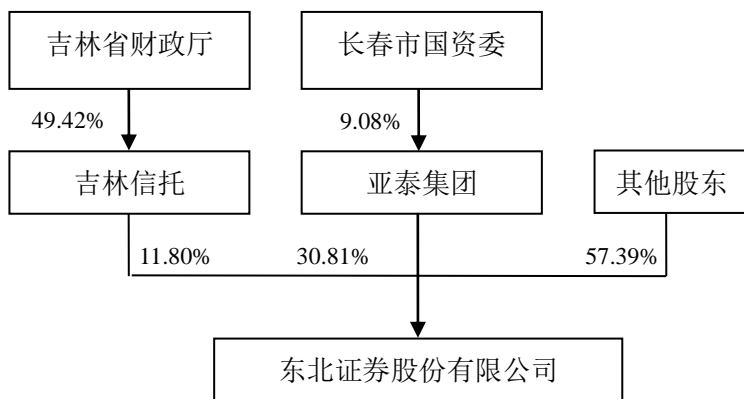 吉林省财政厅
长春市国资委
49.42%
9.08%
吉林信托
亚泰集团
其他股东
11.80%
30.81%
57.39%
东北证券股份有限公司